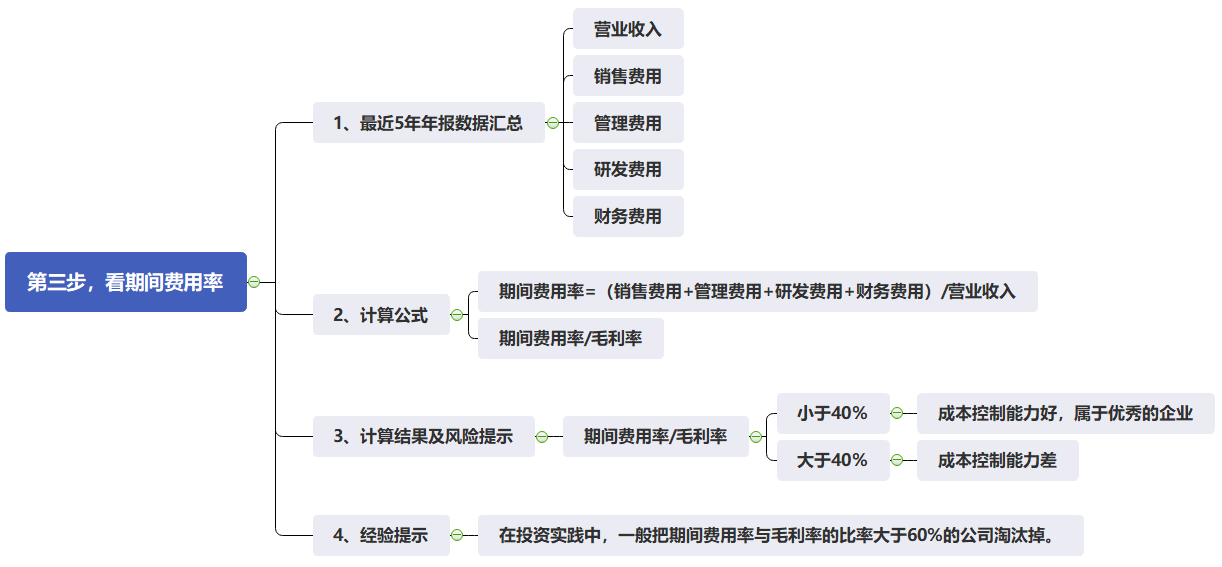 第三步，看期间费用率
1、最近5年年报数据汇总
营业收入
销售费用
管理费用
研发费用
财务费用
2、计算公式
期间费用率=（销售费用+管理费用+研发费用+财务费用）/营业收入
期间费用率/毛利率
3、计算结果及风险提示
期间费用率/毛利率
小于40%
成本控制能力好，属于优秀的企业
大于40%
成本控制能力差
4、经验提示
在投资实践中，一般把期间费用率与毛利率的比率大于60%的公司淘汰掉。